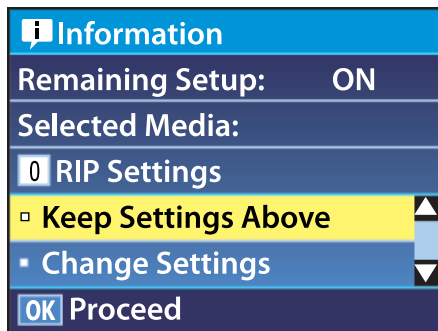 Information
Remaining Setup: ON
Selected Media:
0 RIP Settings
Keep Settings Above
Change Settings
OK Proceed